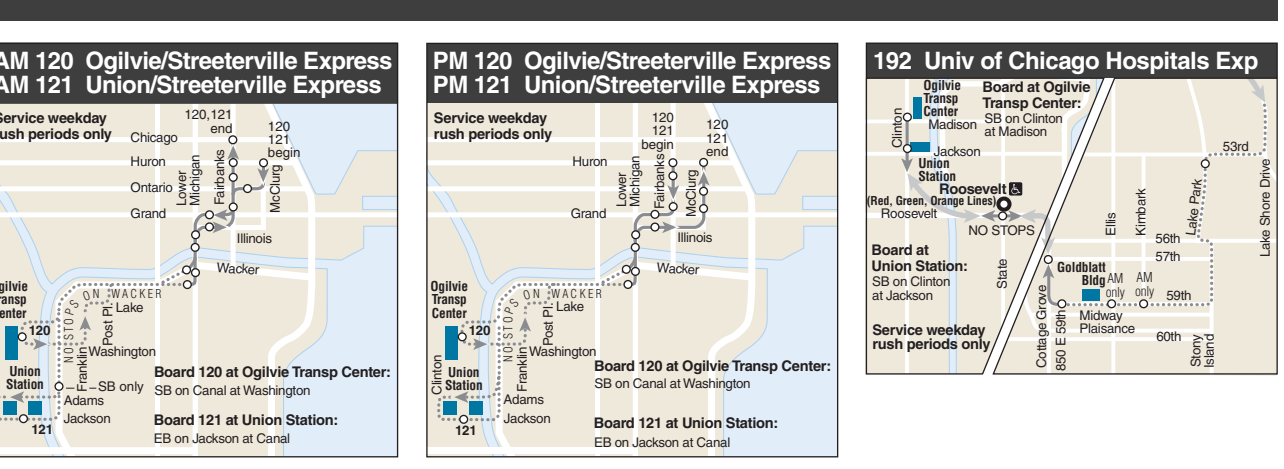 AM 120 Ogilvie/Streeterville Express
AM 121 Union/Streeterville Express
Service weekday
rush periods only
120,121
end
120
121
begin
Chicago
Huron
Ontario
Grand
Lower
Michigan
Fairbanks
McClurg
Illinois
Wacker
NO STOPS ON WACKER
Ogilvie
Transp
Center
120
Post Pl.
Lake
Franklin
Washington
Union
Station
SB only
Adams
Jackson
121
Board 120 at Ogilvie Transp Center:
SB on Canal at Washington
Board 121 at Union Station:
EB on Jackson at Canal
PM 120 Ogilvie/Streeterville Express
PM 121 Union/Streeterville Express
Service weekday
rush periods only
120
121
begin
120
121
end
Huron
Grand
Lower
Michigan
Fairbanks
McClurg
Illinois
Wacker
NO STOPS ON WACKER
Ogilvie
Transp
Center
120
Post Pl.
Lake
Franklin
Washington
Clinton
Union
Station
Adams
Jackson
121
Board 120 at Ogilvie Transp Center:
SB on Canal at Washington
Board 121 at Union Station:
EB on Jackson at Canal
192 Univ of Chicago Hospitals Exp
Ogilvie
Transp
Center
Madison
Clinton
Jackson
Union
Station
Board at Ogilvie
Transp Center:
SB on Clinton
at Madison
Roosevelt
(Red, Green, Orange Lines)
Roosevelt
NO STOPS
State
Board at
Union Station:
SB on Clinton
at Jackson
Service weekday
rush periods only
53rd
Lake Park
Lake Shore Drive
Ellis
Kimbark
56th
57th
Goldblatt
Bldg
AM
only
AM
only
59th
Midway
Plaisance
60th
Cottage Grove
850 E 59th
Stony
Island